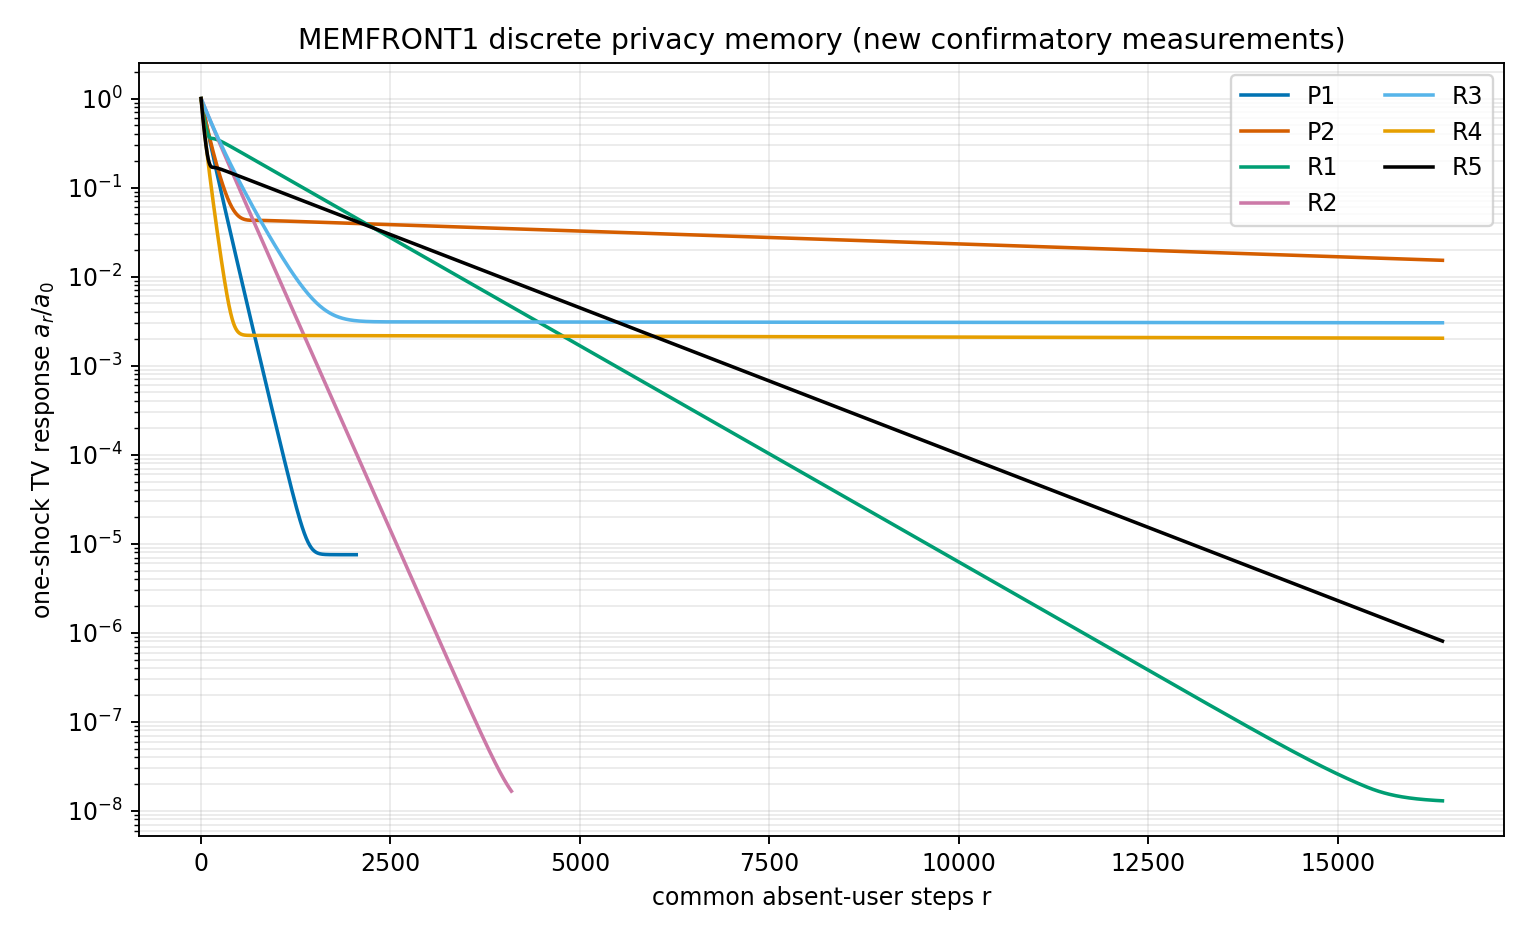 MEMFRONT1 discrete privacy memory (new confirmatory measurements)
one-shock TV response a_r/a_0
10^0
10^−1
10^−2
10^−3
10^−4
10^−5
10^−6
10^−7
10^−8
P1
P2
R1
R2
R3
R4
R5
0 2500 5000 7500 10000 12500 15000
common absent-user steps r